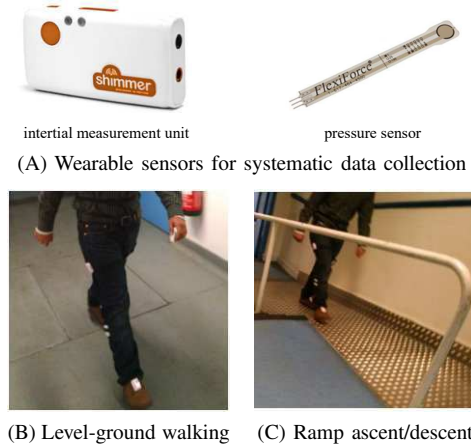 shimmer
FlexiForce®
intertial measurement unit
pressure sensor
(A) Wearable sensors for systematic data collection
(B) Level-ground walking
(C) Ramp ascent/descent